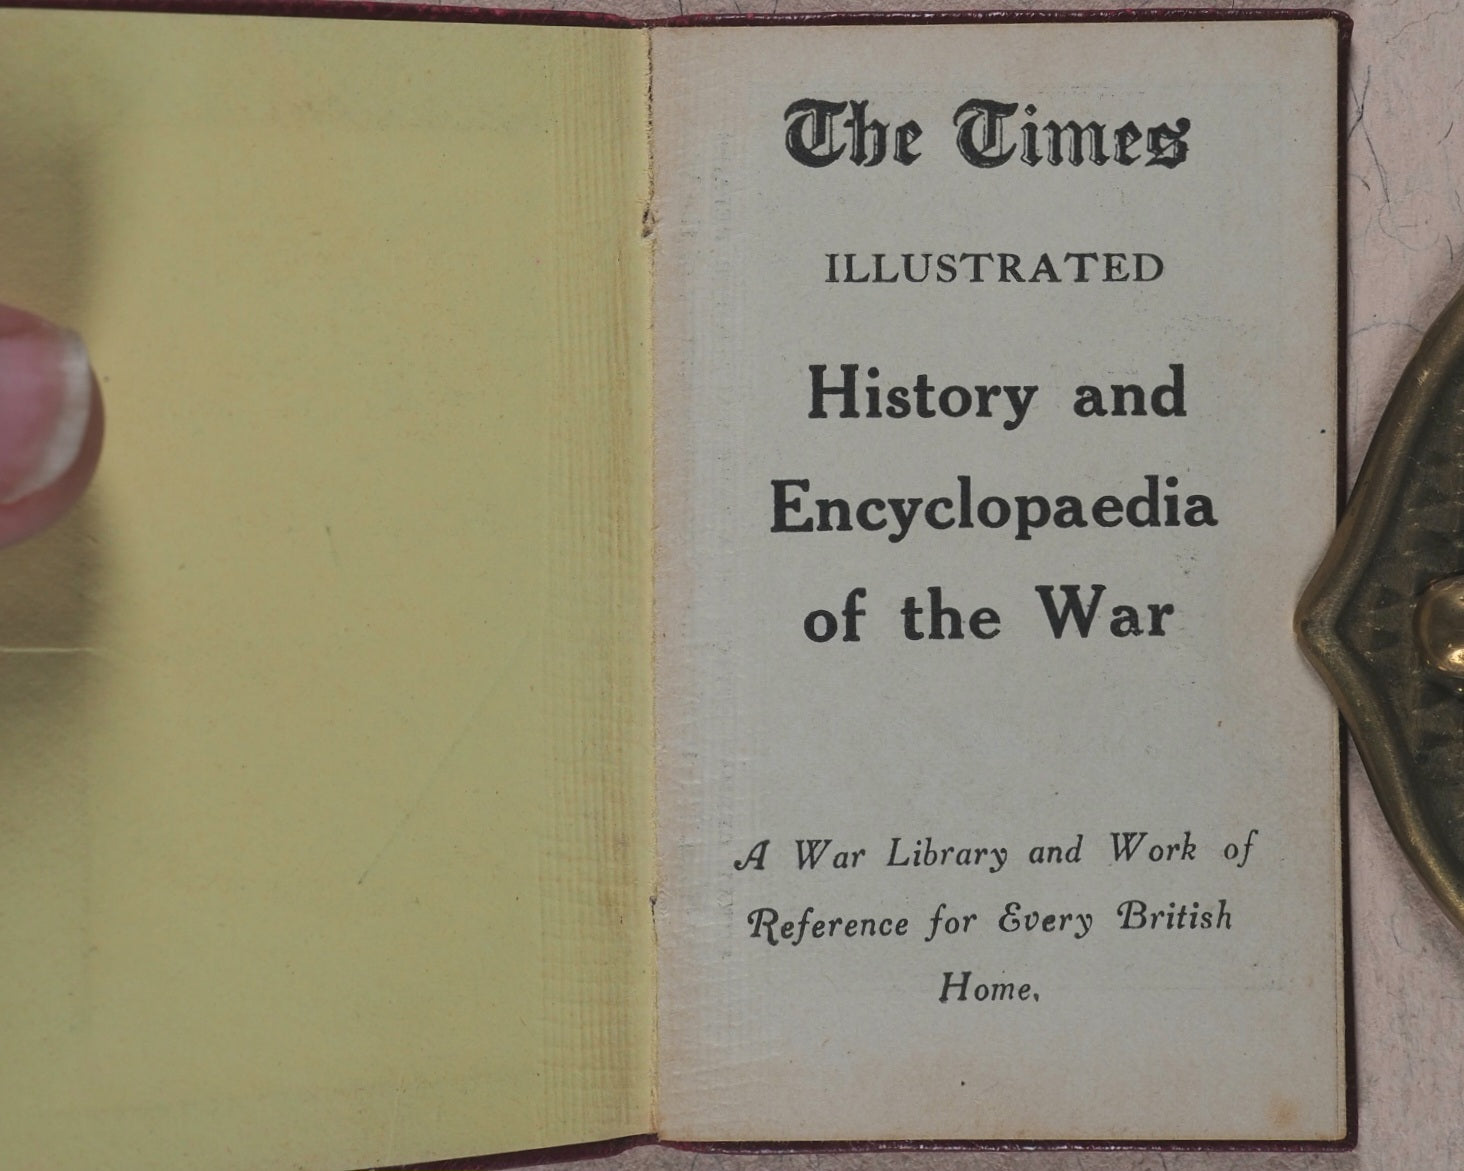 The Times
ILLUSTRATED
History and
Encyclopaedia
of the War
A War Library and Work of
Reference for Every British
Home.